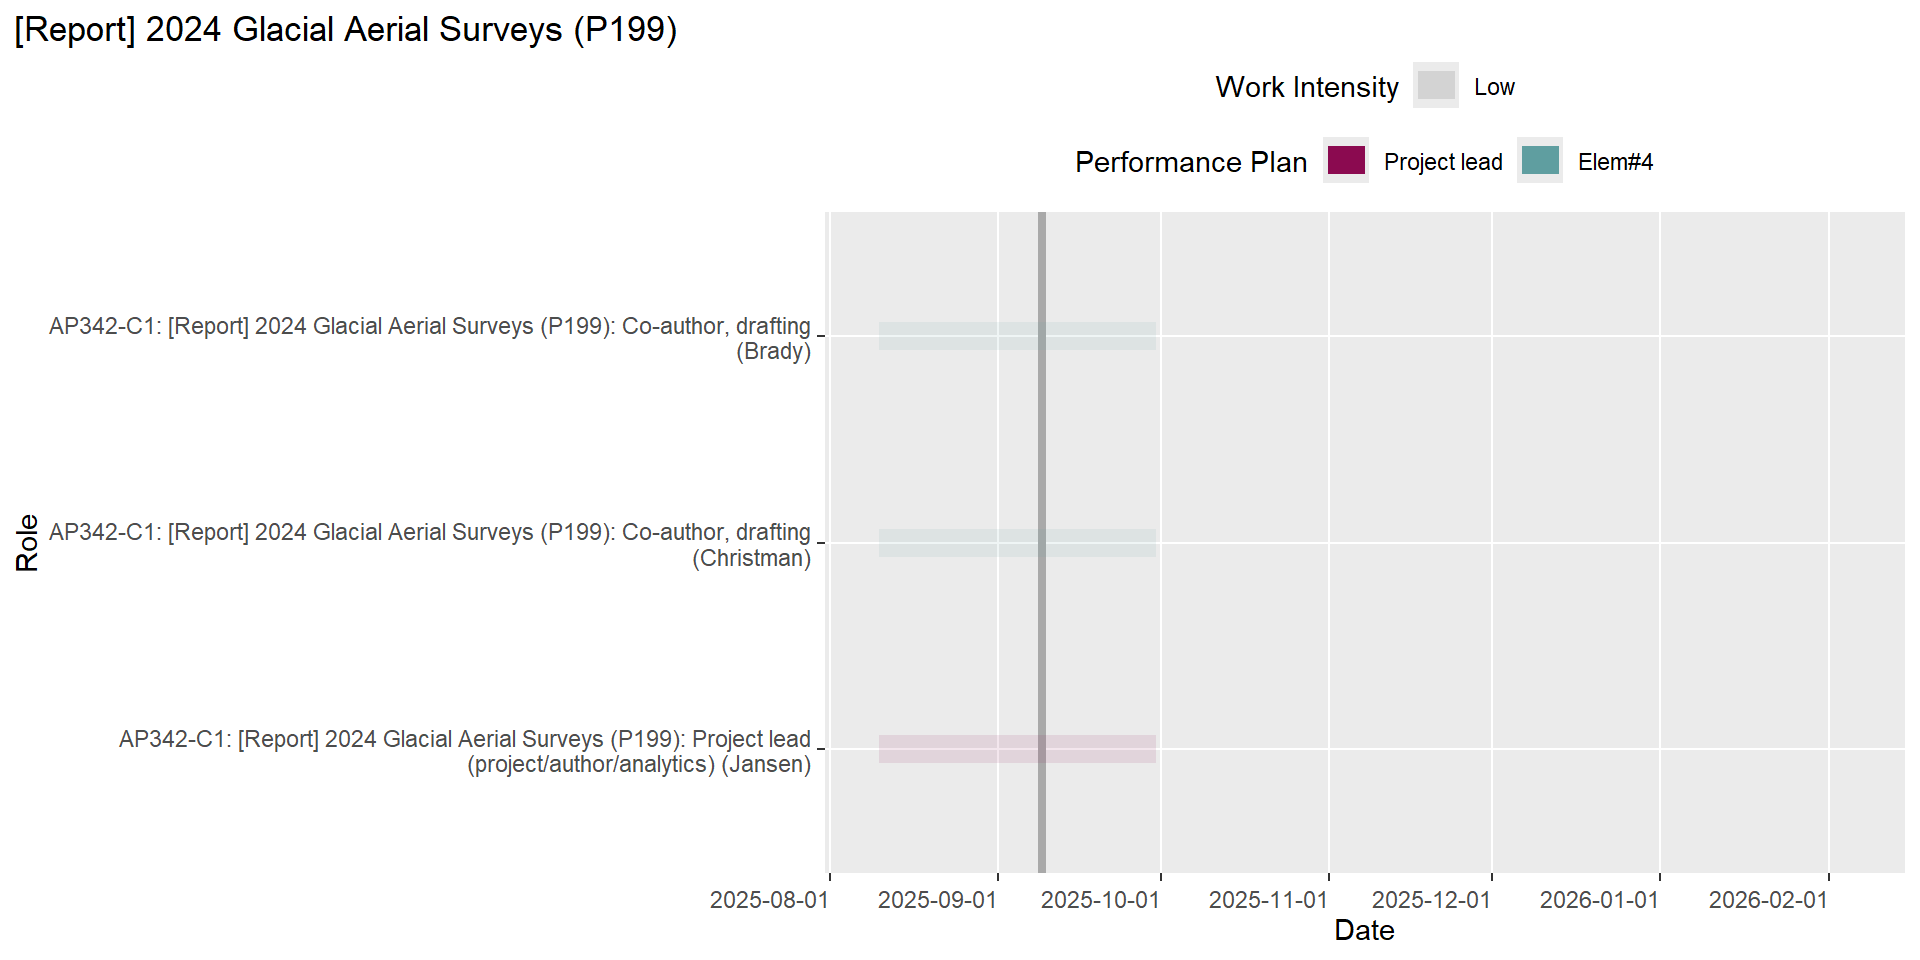 [Report] 2024 Glacial Aerial Surveys (P199)
Work Intensity Low
Performance Plan Project lead Elem#4
AP342-C1: [Report] 2024 Glacial Aerial Surveys (P199): Co-author, drafting
(Brady)
AP342-C1: [Report] 2024 Glacial Aerial Surveys (P199): Co-author, drafting
(Christman)
AP342-C1: [Report] 2024 Glacial Aerial Surveys (P199): Project lead
(project/author/analytics) (Jansen)
Role
2025-08-01 2025-09-01 2025-10-01 2025-11-01 2025-12-01 2026-01-01 2026-02-01
Date